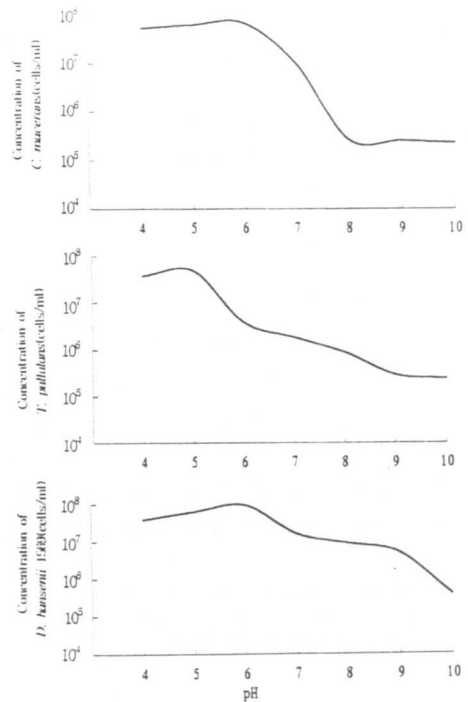 Concentration of
C. macerans(cells/ml)
10⁸
10⁷
10⁶
10⁵
10⁴
4 5 6 7 8 9 10
Concentration of
T. pullulans(cells/ml)
10⁸
10⁷
10⁶
10⁵
10⁴
4 5 6 7 8 9 10
Concentration of
D. hansenii 1569(cells/ml)
10⁸
10⁷
10⁶
10⁵
10⁴
4 5 6 7 8 9 10
pH